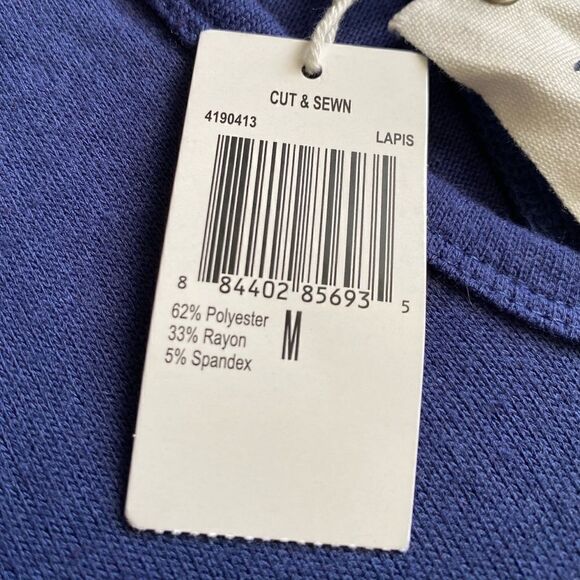 CUT & SEWN
4190413
LAPIS
8 84402 85693 5
62% Polyester
33% Rayon
5% Spandex
M